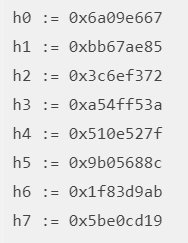 h0 := 0x6a09e667
h1 := 0xbb67ae85
h2 := 0x3c6ef372
h3 := 0xa54ff53a
h4 := 0x510e527f
h5 := 0x9b05688c
h6 := 0x1f83d9ab
h7 := 0x5be0cd19